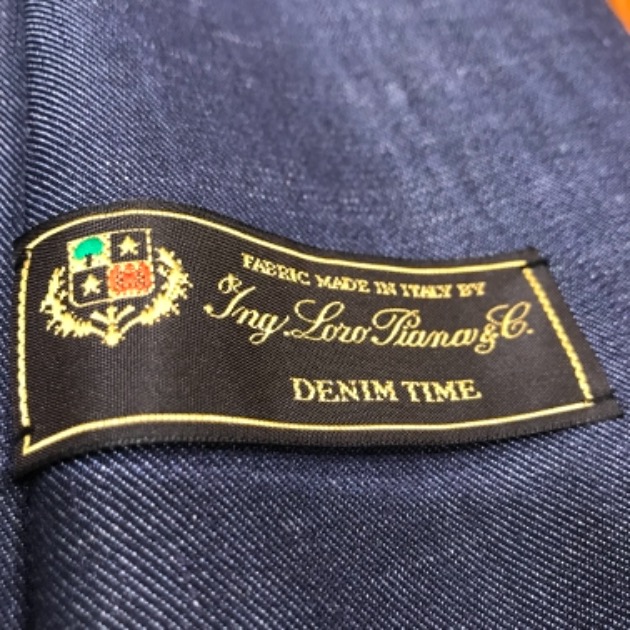 FABRIC MADE IN ITALY BY
Ing. Loro Piana & C.
DENIM TIME